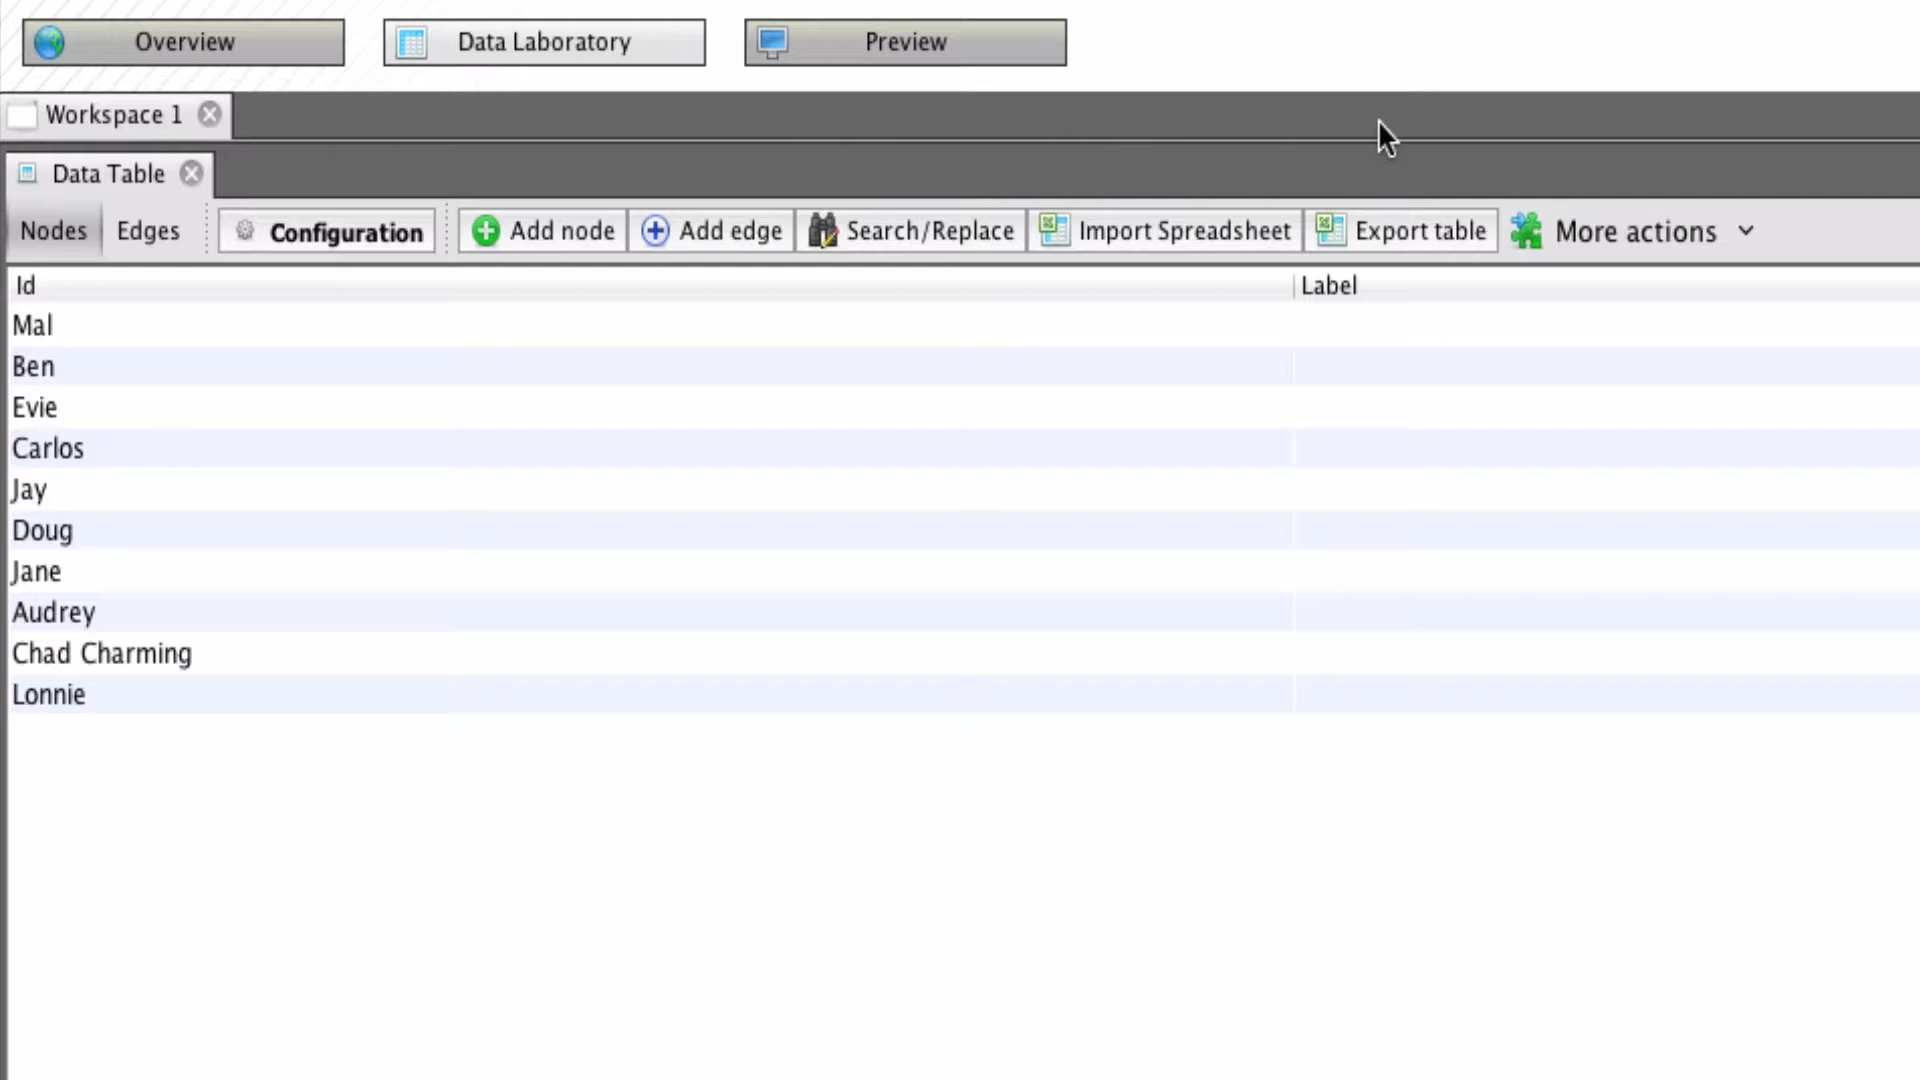 Overview Data Laboratory Preview
Workspace 1
Data Table
Nodes Edges Configuration Add node Add edge Search/Replace Import Spreadsheet Export table More actions
Id Label
Mal
Ben
Evie
Carlos
Jay
Doug
Jane
Audrey
Chad Charming
Lonnie